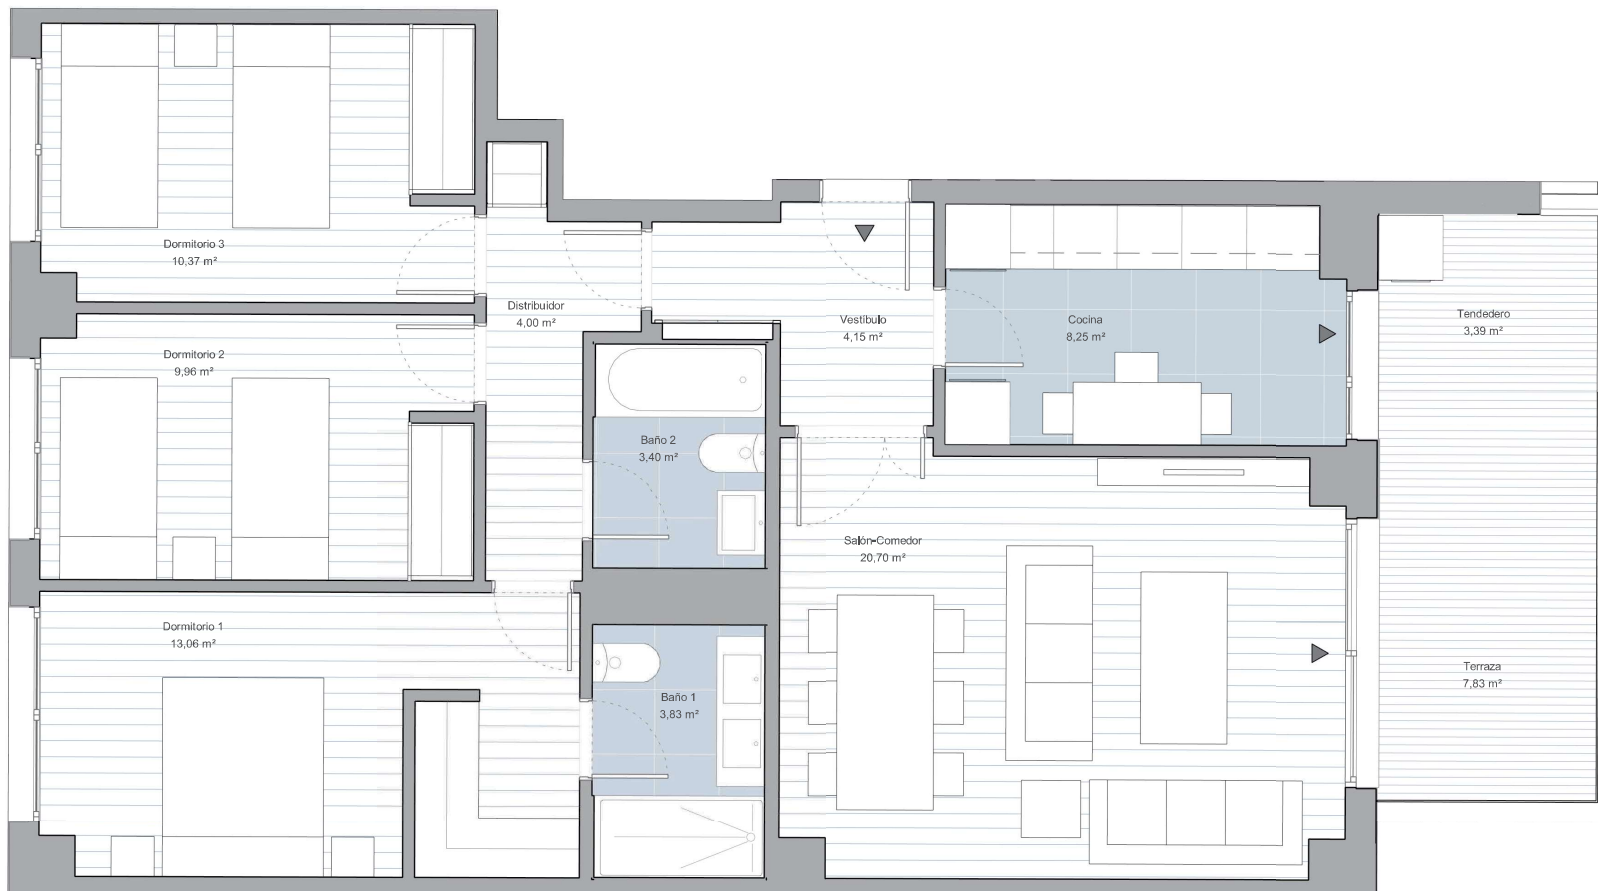 Dormitorio 3
10,37 m²
Distribuidor
4,00 m²
Vestíbulo
4,15 m²
Cocina
8,25 m²
Tendedero
3,39 m²
Dormitorio 2
9,96 m²
Baño 2
3,40 m²
Salón-Comedor
20,70 m²
Dormitorio 1
13,06 m²
Baño 1
3,83 m²
Terraza
7,83 m²